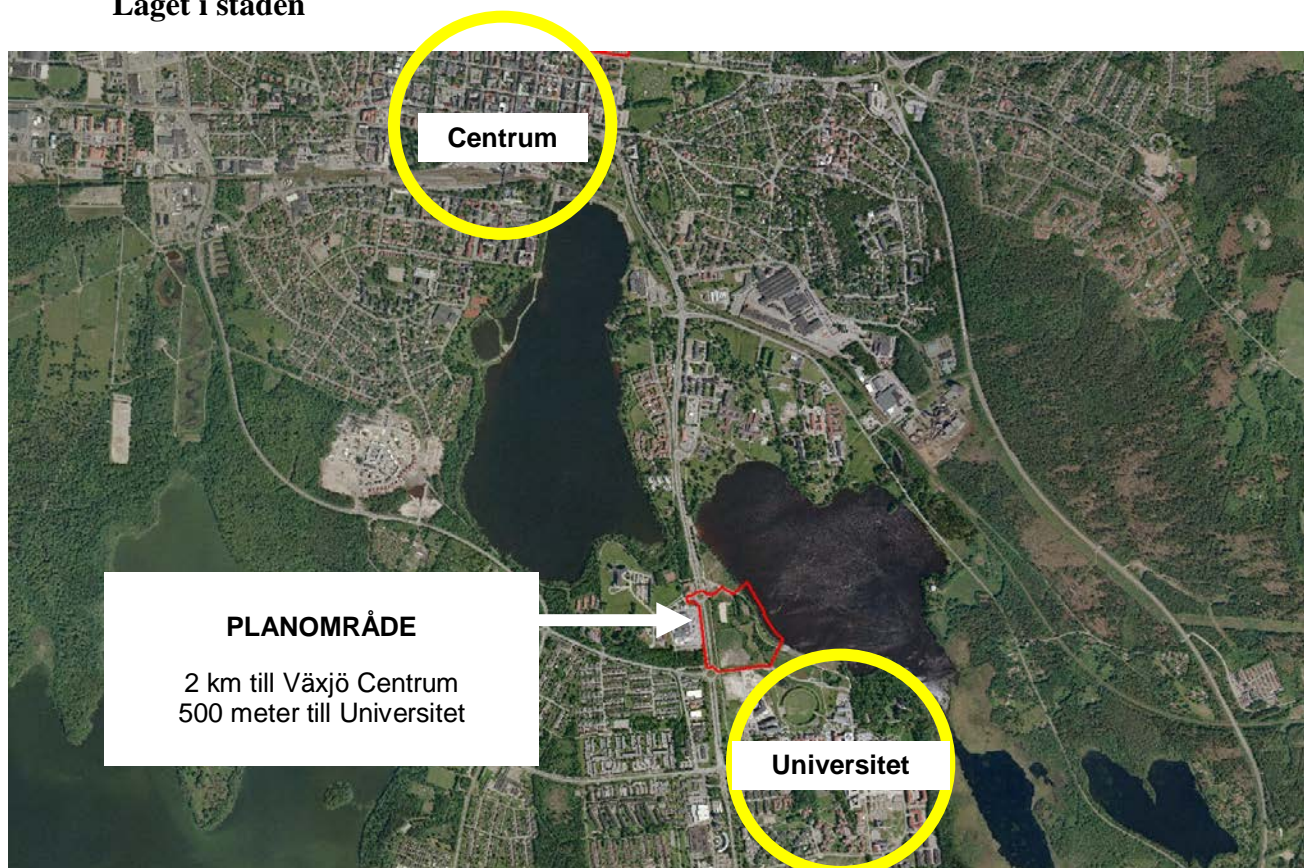 Läget i staden
Centrum
PLANOMRÅDE
2 km till Växjö Centrum
500 meter till Universitet
Universitet